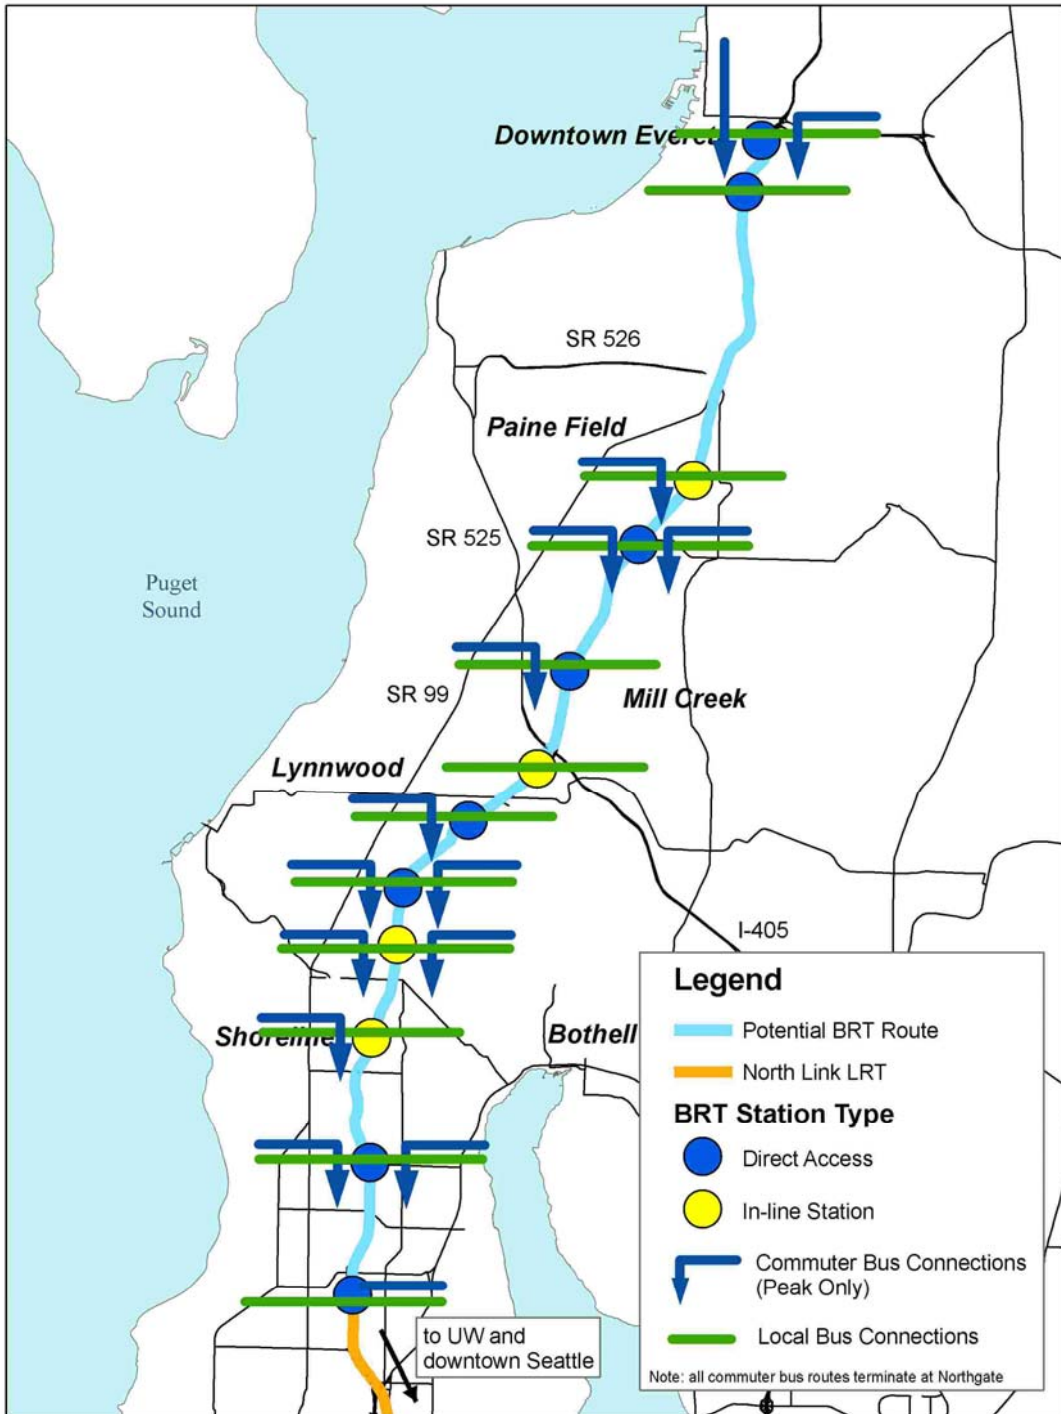 Downtown Everet
SR 526
Paine Field
SR 525
Puget
Sound
SR 99
Mill Creek
Lynnwood
I-405
Shoreline
Bothell
Legend
Potential BRT Route
North Link LRT
BRT Station Type
Direct Access
In-line Station
Commuter Bus Connections
(Peak Only)
Local Bus Connections
Note: all commuter bus routes terminate at Northgate
to UW and
downtown Seattle